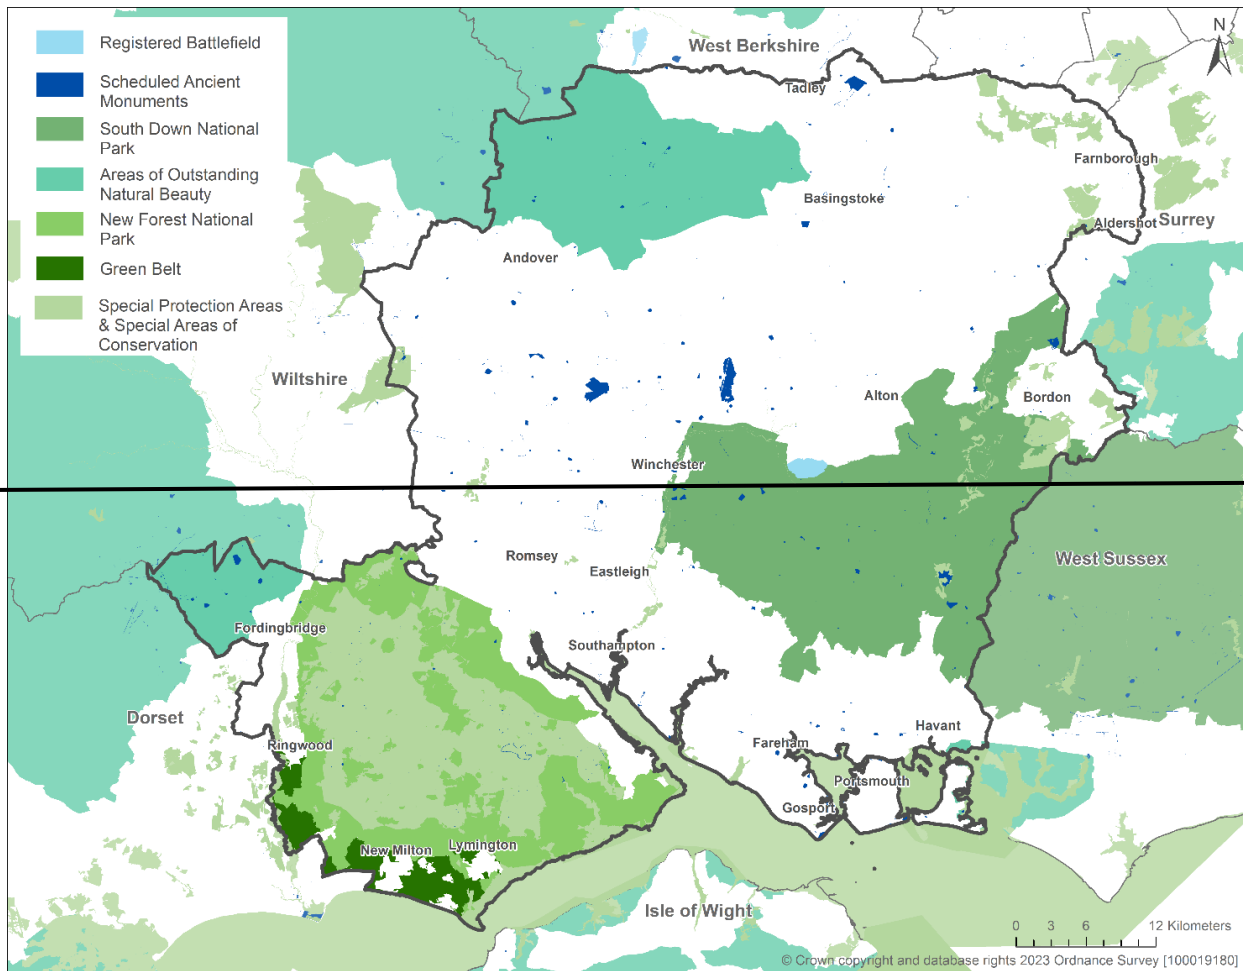 Registered Battlefield
Scheduled Ancient
Monuments
South Down National
Park
Areas of Outstanding
Natural Beauty
New Forest National
Park
Green Belt
Special Protection Areas
& Special Areas of
Conservation
N
West Berkshire
Tadley
Farnborough
Basingstoke
Aldershot
Surrey
Andover
Wiltshire
Alton
Bordon
Winchester
Romsey
Eastleigh
West Sussex
Fordingbridge
Southampton
Dorset
Ringwood
Havant
Fareham
Portsmouth
Gosport
New Milton
Lymington
Isle of Wight
0 3 6 12 Kilometers
© Crown copyright and database rights 2023 Ordnance Survey [100019180]